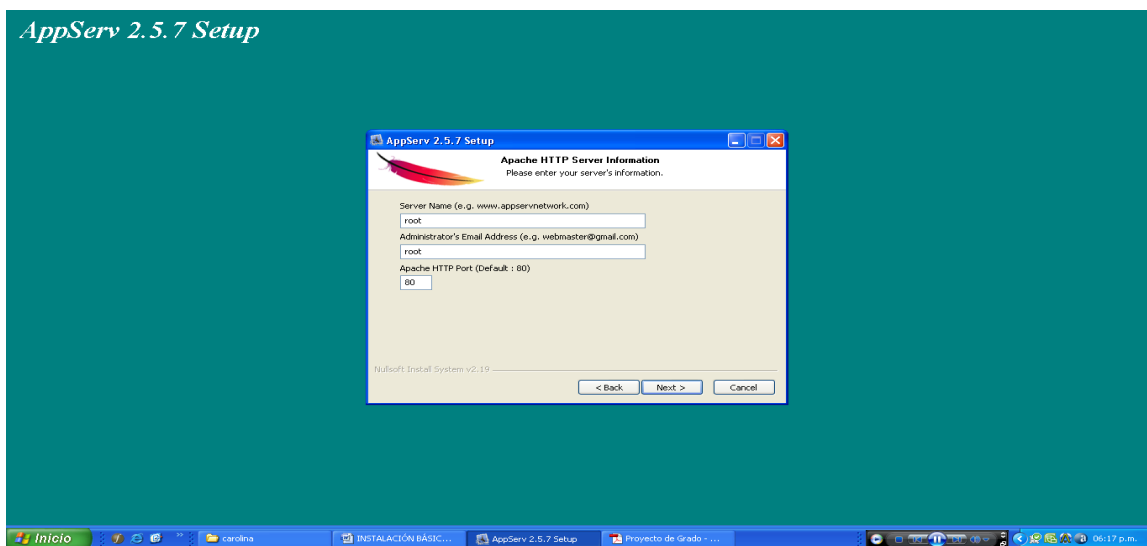 AppServ 2.5.7 Setup
AppServ 2.5.7 Setup
Apache HTTP Server Information
Please enter your server's information.
Server Name (e.g. www.appservnetwork.com)
root
Administrator's Email Address (e.g. webmaster@gmail.com)
root
Apache HTTP Port (Default : 80)
80
Nullsoft Install System v2.19
< Back
Next >
Cancel
Inicio
carolina
INSTALACIÓN BÁSIC...
AppServ 2.5.7 Setup
Proyecto de Grado - ...
06:17 p.m.